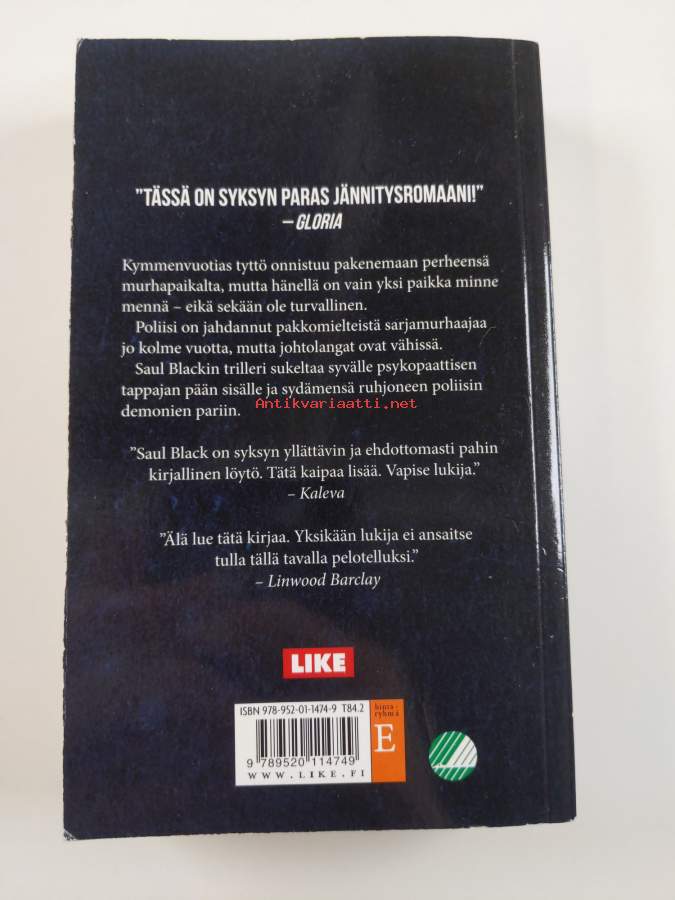 "TÄSSÄ ON SYKSYN PARAS JÄNNITYSROMAANI!"
– GLORIA
Kymmenvuotias tyttö onnistuu pakenemaan perheensä
murhapaikalta, mutta hänellä on vain yksi paikka minne
mennä – eikä sekään ole turvallinen.
Poliisi on jahdannut pakkomielteistä sarjamurhaajaa
jo kolme vuotta, mutta johtolangat ovat vähissä.
Saul Blackin trilleri sukeltaa syvälle psykopaattisen
tappajan pään sisälle ja sydämensä ruhjoneen poliisin
demonien pariin.
Antikvariaatti.net
”Saul Black on syksyn yllättävin ja ehdottomasti pahin
kirjallinen löytö. Tätä kaipaa lisää. Vapise lukija.”
– Kaleva
”Älä lue tätä kirjaa. Yksikään lukija ei ansaitse
tulla tällä tavalla pelotelluksi.”
– Linwood Barclay
LIKE
ISBN 978-952-01-1474-9 T84.2
hinta-
ryhmä
E
9 789520 114749
WWW.LIKE.FI